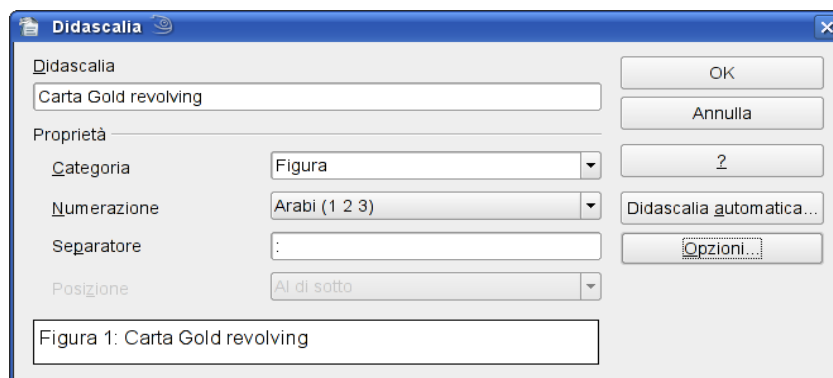 Didascalia
Didascalia
OK
Carta Gold revolving
Annulla
Proprietà
Categoria
Figura
?
Numerazione
Arabi (1 2 3)
Didascalia automatica...
Separatore
:
Opzioni...
Posizione
Al di sotto
Figura 1: Carta Gold revolving